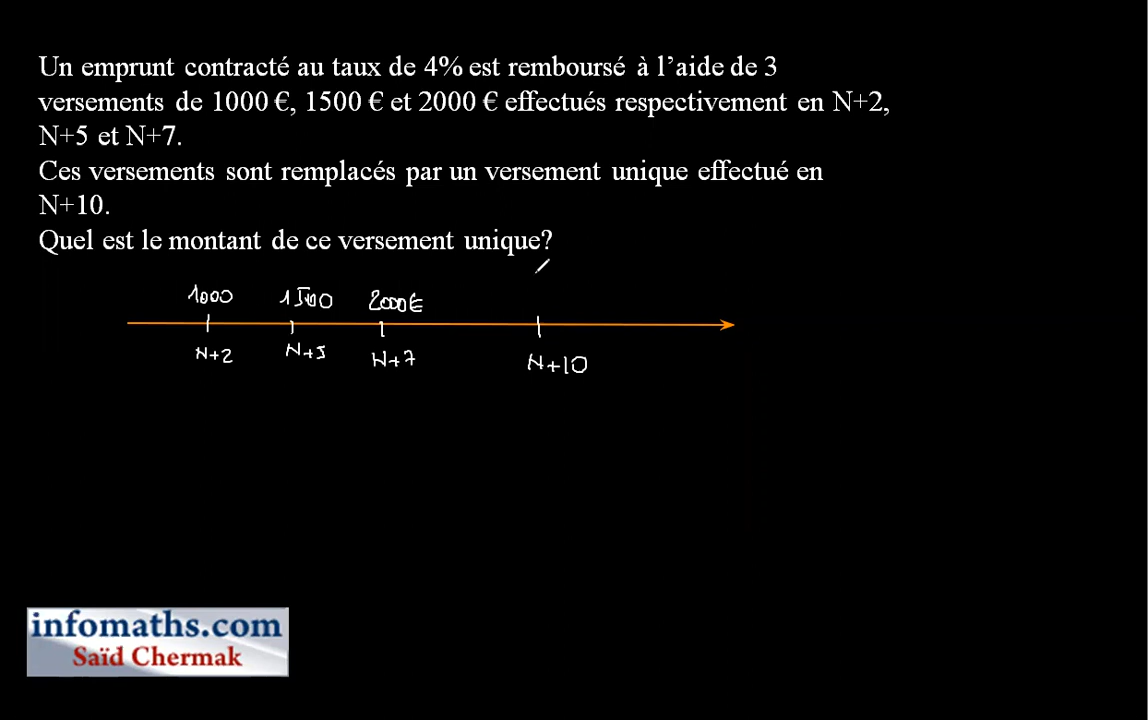 Un emprunt contracté au taux de 4% est remboursé à l’aide de 3
versements de 1000 €, 1500 € et 2000 € effectués respectivement en N+2,
N+5 et N+7.
Ces versements sont remplacés par un versement unique effectué en
N+10.
Quel est le montant de ce versement unique?
1000 1500 2000€
N+2 N+5 N+7 N+10
infomaths.com
Saïd Chermak